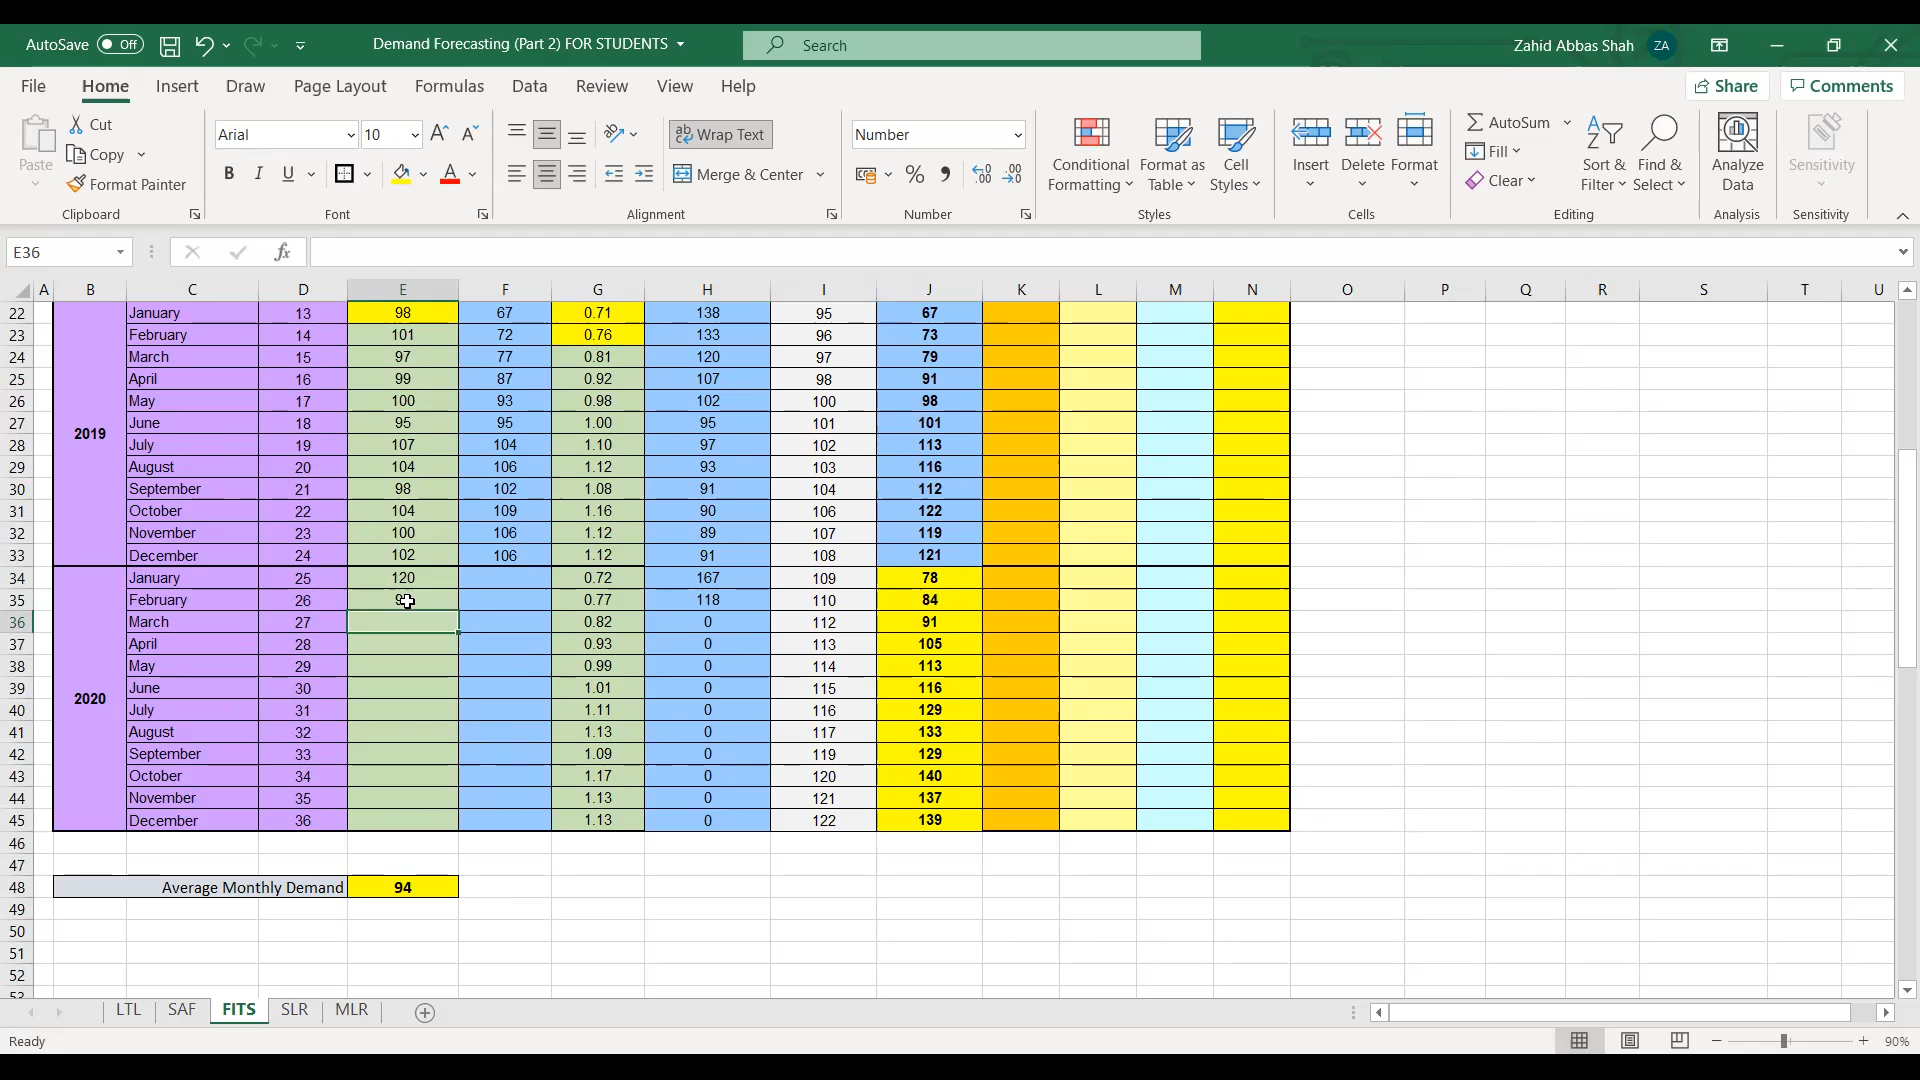 AutoSave Off Demand Forecasting (Part 2) FOR STUDENTS Search Zahid Abbas Shah ZA
File Home Insert Draw Page Layout Formulas Data Review View Help Share Comments
Paste Cut Copy Format Painter Clipboard
Arial 10 B I U Font
Wrap Text Merge & Center Alignment
Number Number
Conditional Formatting Format as Table Cell Styles Styles
Insert Delete Format Cells
AutoSum Fill Clear Sort & Filter Find & Select Editing
Analyze Data Analysis
Sensitivity Sensitivity
E36 fx
A B C D E F G H I J K L M N O P Q R S T U
22 January 13 98 67 0.71 138 95 67
23 February 14 101 72 0.76 133 96 73
24 March 15 97 77 0.81 120 97 79
25 April 16 99 87 0.92 107 98 91
26 May 17 100 93 0.98 102 100 98
27 June 18 95 95 1.00 95 101 101
2019
28 July 19 107 104 1.10 97 102 113
29 August 20 104 106 1.12 93 103 116
30 September 21 98 102 1.08 91 104 112
31 October 22 104 109 1.16 90 106 122
32 November 23 100 106 1.12 89 107 119
33 December 24 102 106 1.12 91 108 121
34 January 25 120 0.72 167 109 78
35 February 26 0.77 118 110 84
36 March 27 0.82 0 112 91
37 April 28 0.93 0 113 105
38 May 29 0.99 0 114 113
39 June 30 1.01 0 115 116
2020
40 July 31 1.11 0 116 129
41 August 32 1.13 0 117 133
42 September 33 1.09 0 119 129
43 October 34 1.17 0 120 140
44 November 35 1.13 0 121 137
45 December 36 1.13 0 122 139
46
47
48 Average Monthly Demand 94
49
50
51
52
LTL SAF FITS SLR MLR
Ready 90%